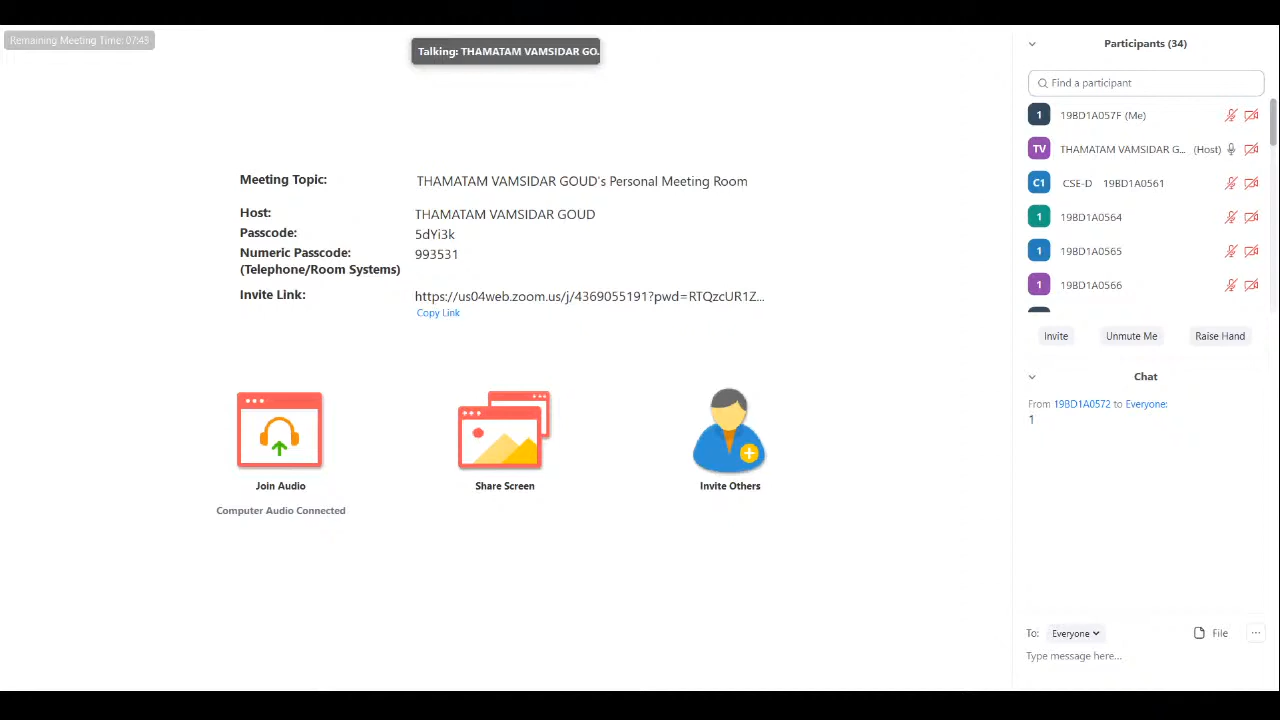 Remaining Meeting Time: 07:43
Talking: THAMATAM VAMSIDAR GO...
Meeting Topic: THAMATAM VAMSIDAR GOUD's Personal Meeting Room
Host: THAMATAM VAMSIDAR GOUD
Passcode: 5dYi3k
Numeric Passcode: 993531
(Telephone/Room Systems)
Invite Link: https://us04web.zoom.us/j/4369055191?pwd=RTQzcUR1Z...
Copy Link
Join Audio
Computer Audio Connected
Share Screen
Invite Others
Participants (34)
Find a participant
1 19BD1A057F (Me)
TV THAMATAM VAMSIDAR G... (Host)
C1 CSE-D 19BD1A0561
1 19BD1A0564
1 19BD1A0565
1 19BD1A0566
Invite Unmute Me Raise Hand
Chat
From 19BD1A0572 to Everyone:
1
To: Everyone File ...
Type message here...